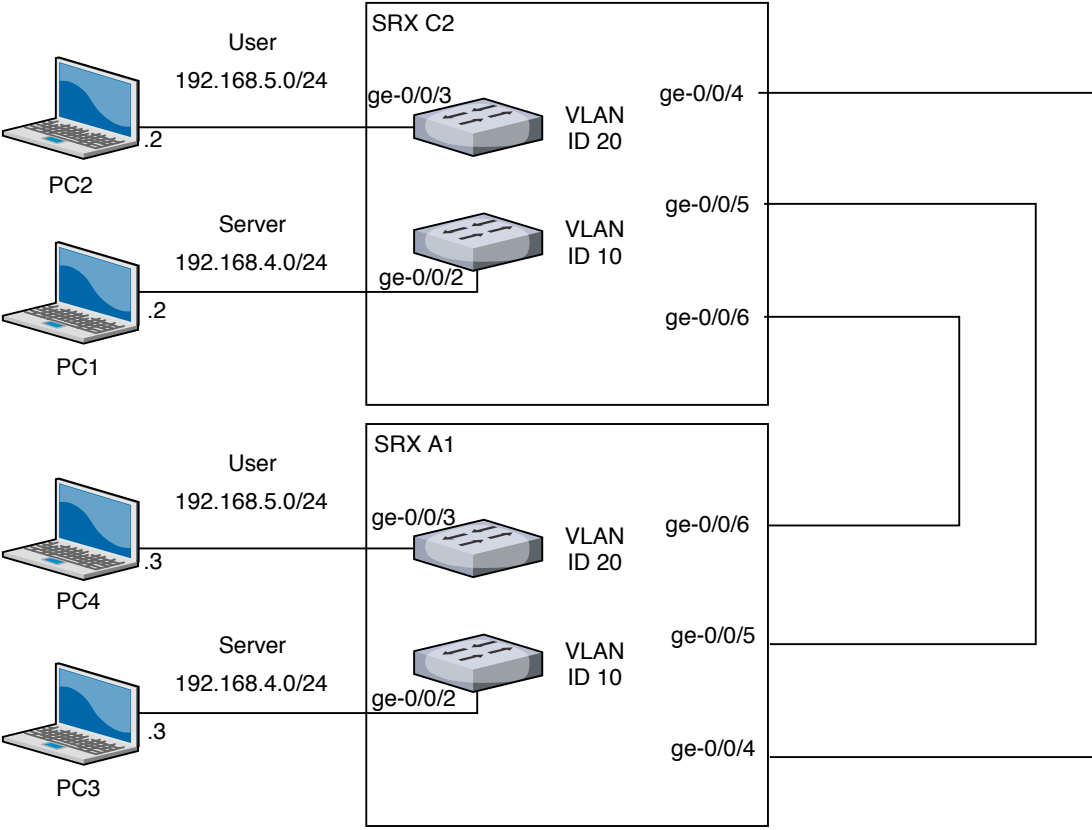 SRX C2
User
192.168.5.0/24
ge-0/0/3
.2
PC2
VLAN
ID 20
ge-0/0/4
Server
192.168.4.0/24
ge-0/0/2
.2
PC1
VLAN
ID 10
ge-0/0/5
ge-0/0/6
SRX A1
User
192.168.5.0/24
ge-0/0/3
.3
PC4
VLAN
ID 20
ge-0/0/6
Server
192.168.4.0/24
ge-0/0/2
.3
PC3
VLAN
ID 10
ge-0/0/5
ge-0/0/4